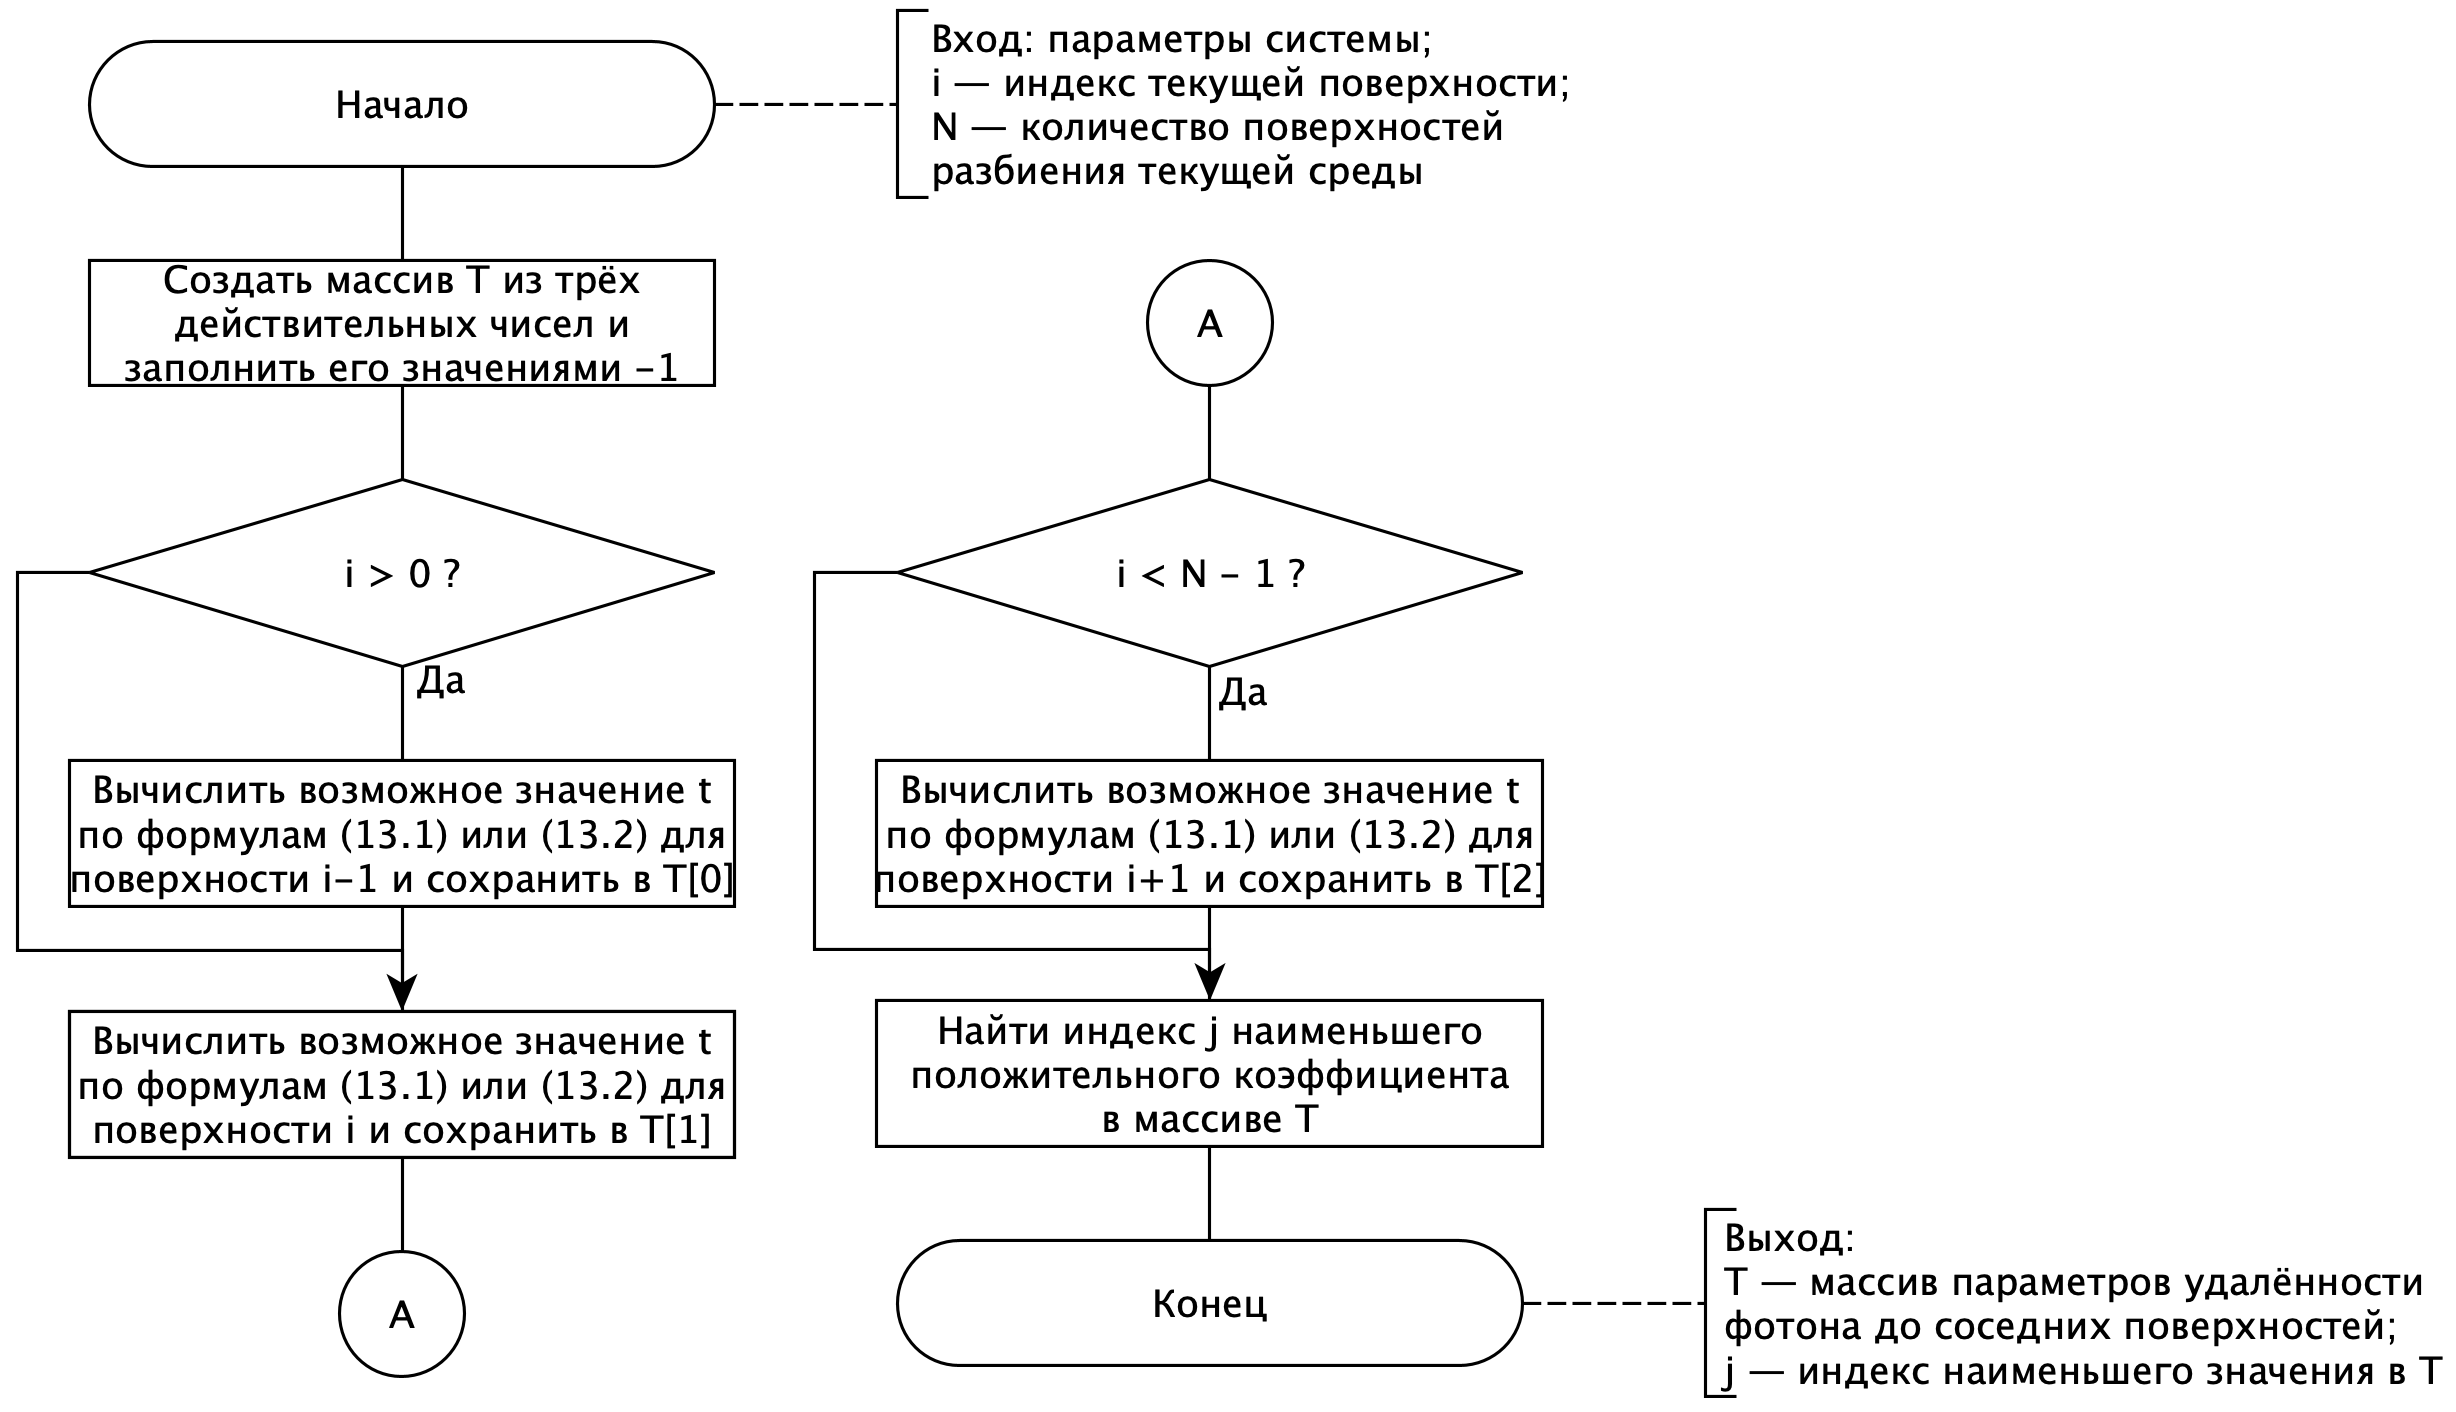 Начало
Вход: параметры системы;
i — индекс текущей поверхности;
N — количество поверхностей
разбиения текущей среды
Создать массив T из трёх
действительных чисел и
заполнить его значениями -1
i > 0 ?
Да
Вычислить возможное значение t
по формулам (13.1) или (13.2) для
поверхности i-1 и сохранить в T[0]
Вычислить возможное значение t
по формулам (13.1) или (13.2) для
поверхности i и сохранить в T[1]
A
A
i < N - 1 ?
Да
Вычислить возможное значение t
по формулам (13.1) или (13.2) для
поверхности i+1 и сохранить в T[2]
Найти индекс j наименьшего
положительного коэффициента
в массиве T
Конец
Выход:
T — массив параметров удалённости
фотона до соседних поверхностей;
j — индекс наименьшего значения в T